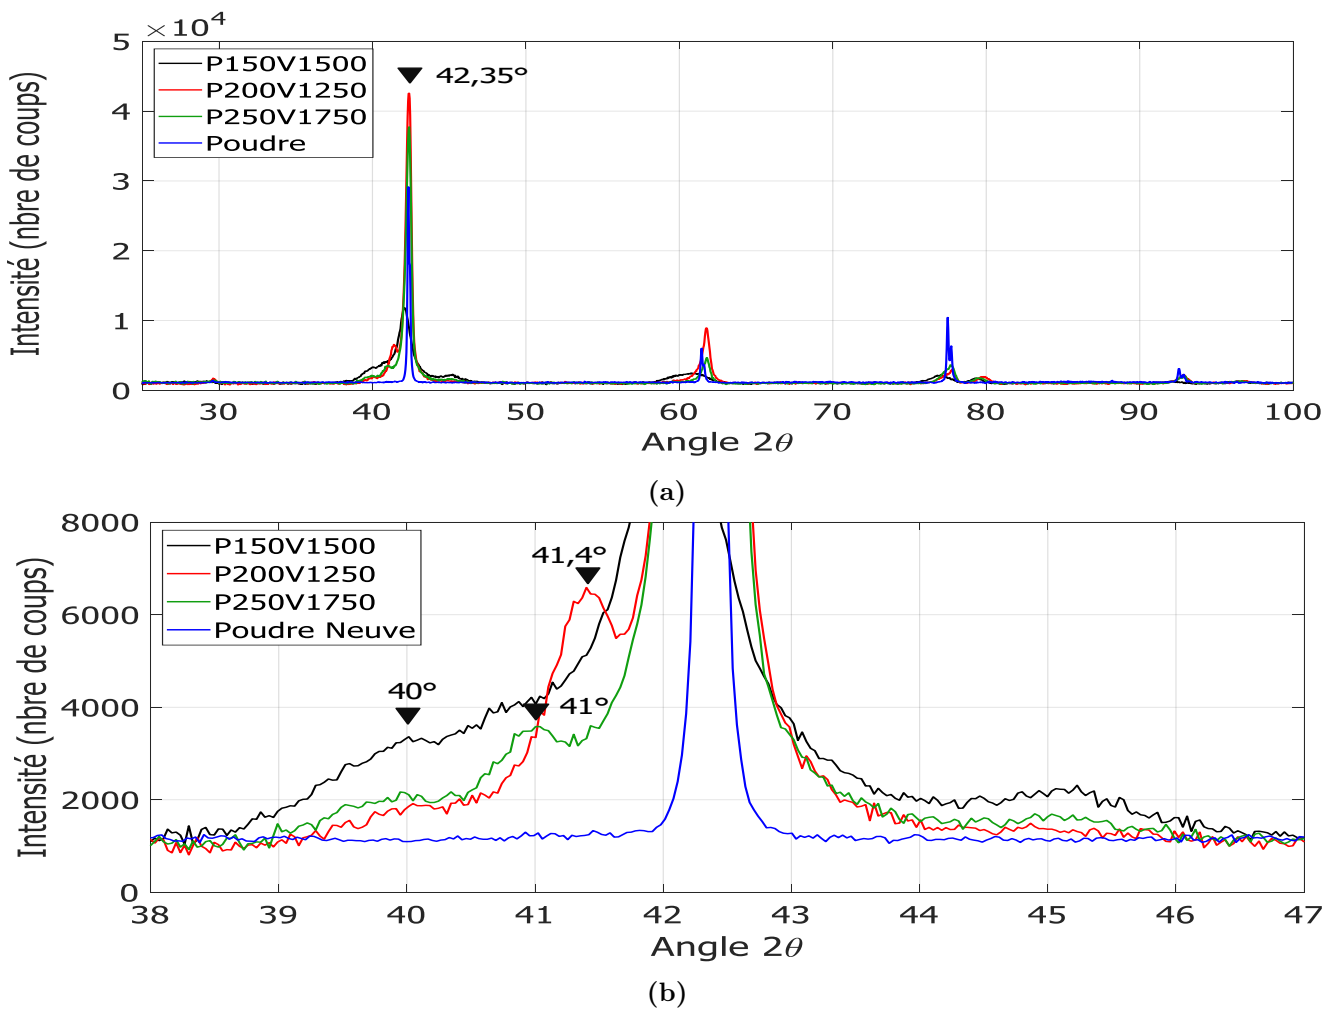 ×10⁴
5
4
3
2
1
0
Intensité (nbre de coups)
P150V1500
P200V1250
P250V1750
Poudre
42,35°
30 40 50 60 70 80 90 100
Angle 2θ
(a)
8000
6000
4000
2000
0
Intensité (nbre de coups)
P150V1500
P200V1250
P250V1750
Poudre Neuve
41,4°
40°
41°
38 39 40 41 42 43 44 45 46 47
Angle 2θ
(b)